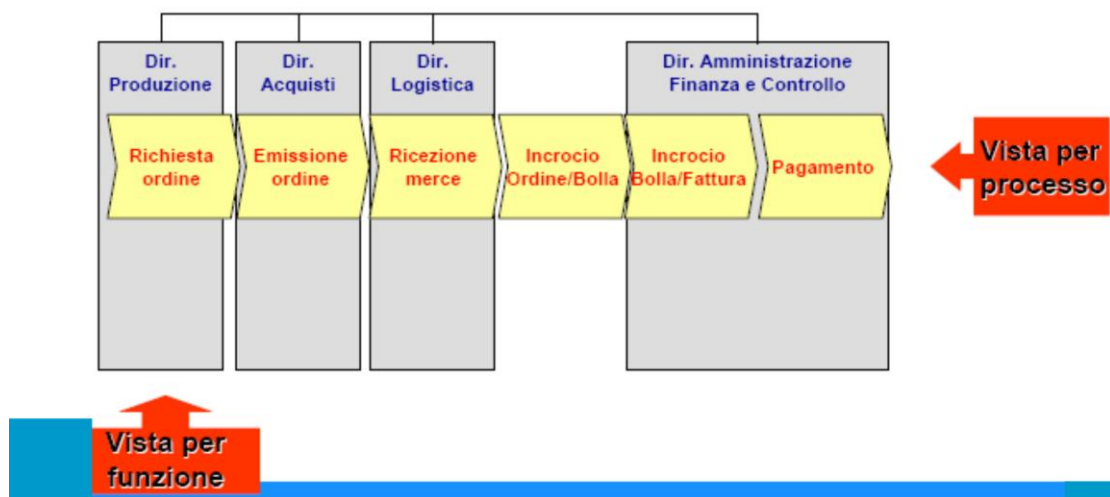 Dir.
Produzione
Dir.
Acquisti
Dir.
Logistica
Dir. Amministrazione
Finanza e Controllo
Richiesta
ordine
Emissione
ordine
Ricezione
merce
Incrocio
Ordine/Bolla
Incrocio
Bolla/Fattura
Pagamento
Vista per
processo
Vista per
funzione